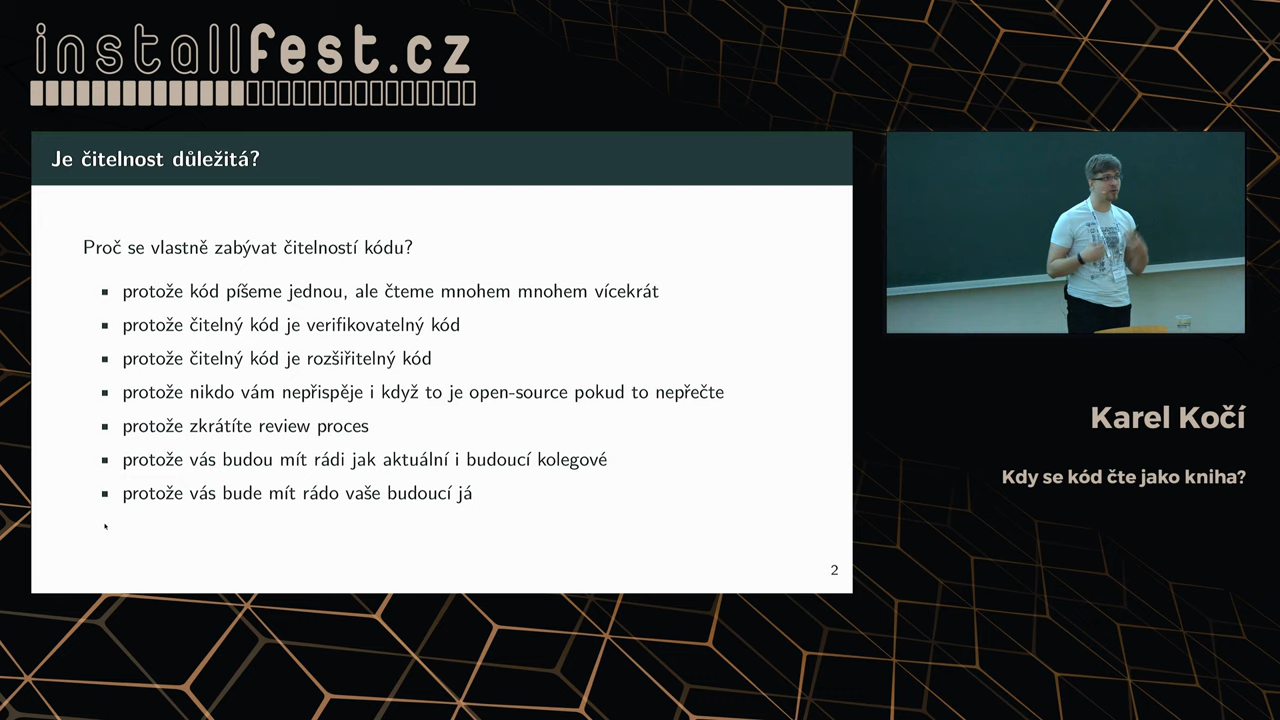 installfest.cz
Je čitelnost důležitá?
Proč se vlastně zabývat čitelností kódu?
protože kód píšeme jednou, ale čteme mnohem mnohem vícekrát
protože čitelný kód je verifikovatelný kód
protože čitelný kód je rozšiřitelný kód
protože nikdo vám nepřispěje i když to je open-source pokud to nepřečte
protože zkrátíte review proces
protože vás budou mít rádi jak aktuální i budoucí kolegové
protože vás bude mít rádo vaše budoucí já
2
Karel Kočí
Kdy se kód čte jako kniha?